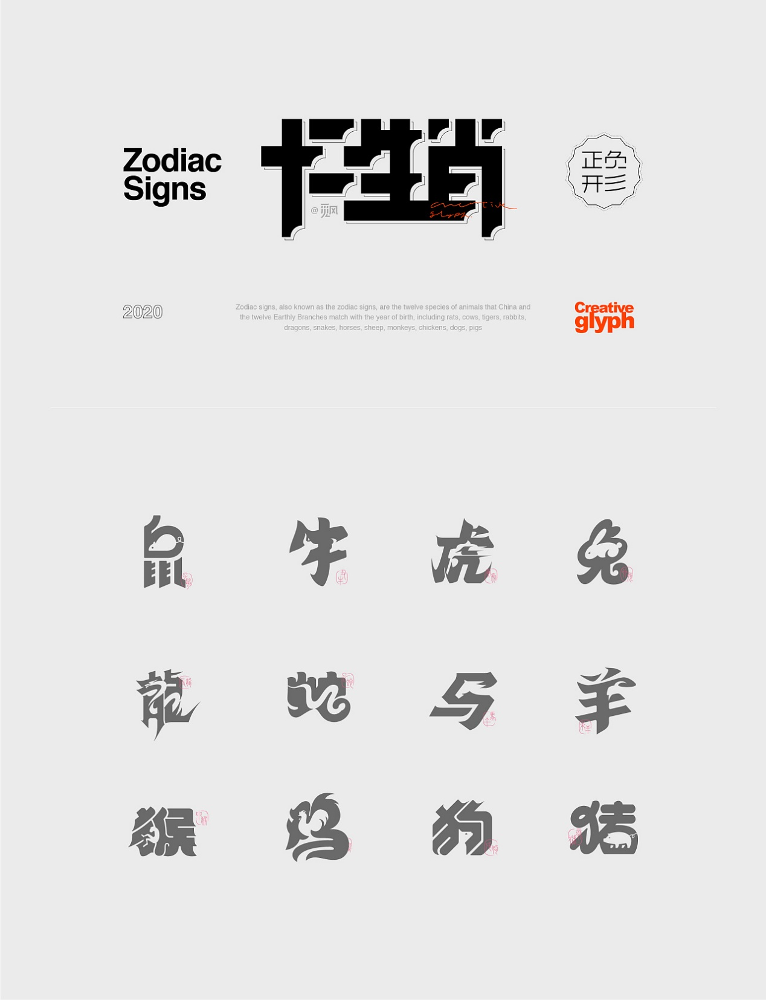 Zodiac
Signs
十二生肖
creative
glyph.
正负
形
2020
Zodiac signs, also known as the zodiac signs, are the twelve species of animals that China and
the twelve Earthly Branches match with the year of birth, including rats, cows, tigers, rabbits,
dragons, snakes, horses, sheep, monkeys, chickens, dogs, pigs
Creative
glyph
鼠 牛 虎 兔
龍 蛇 马 羊
猴 鸡 狗 猪